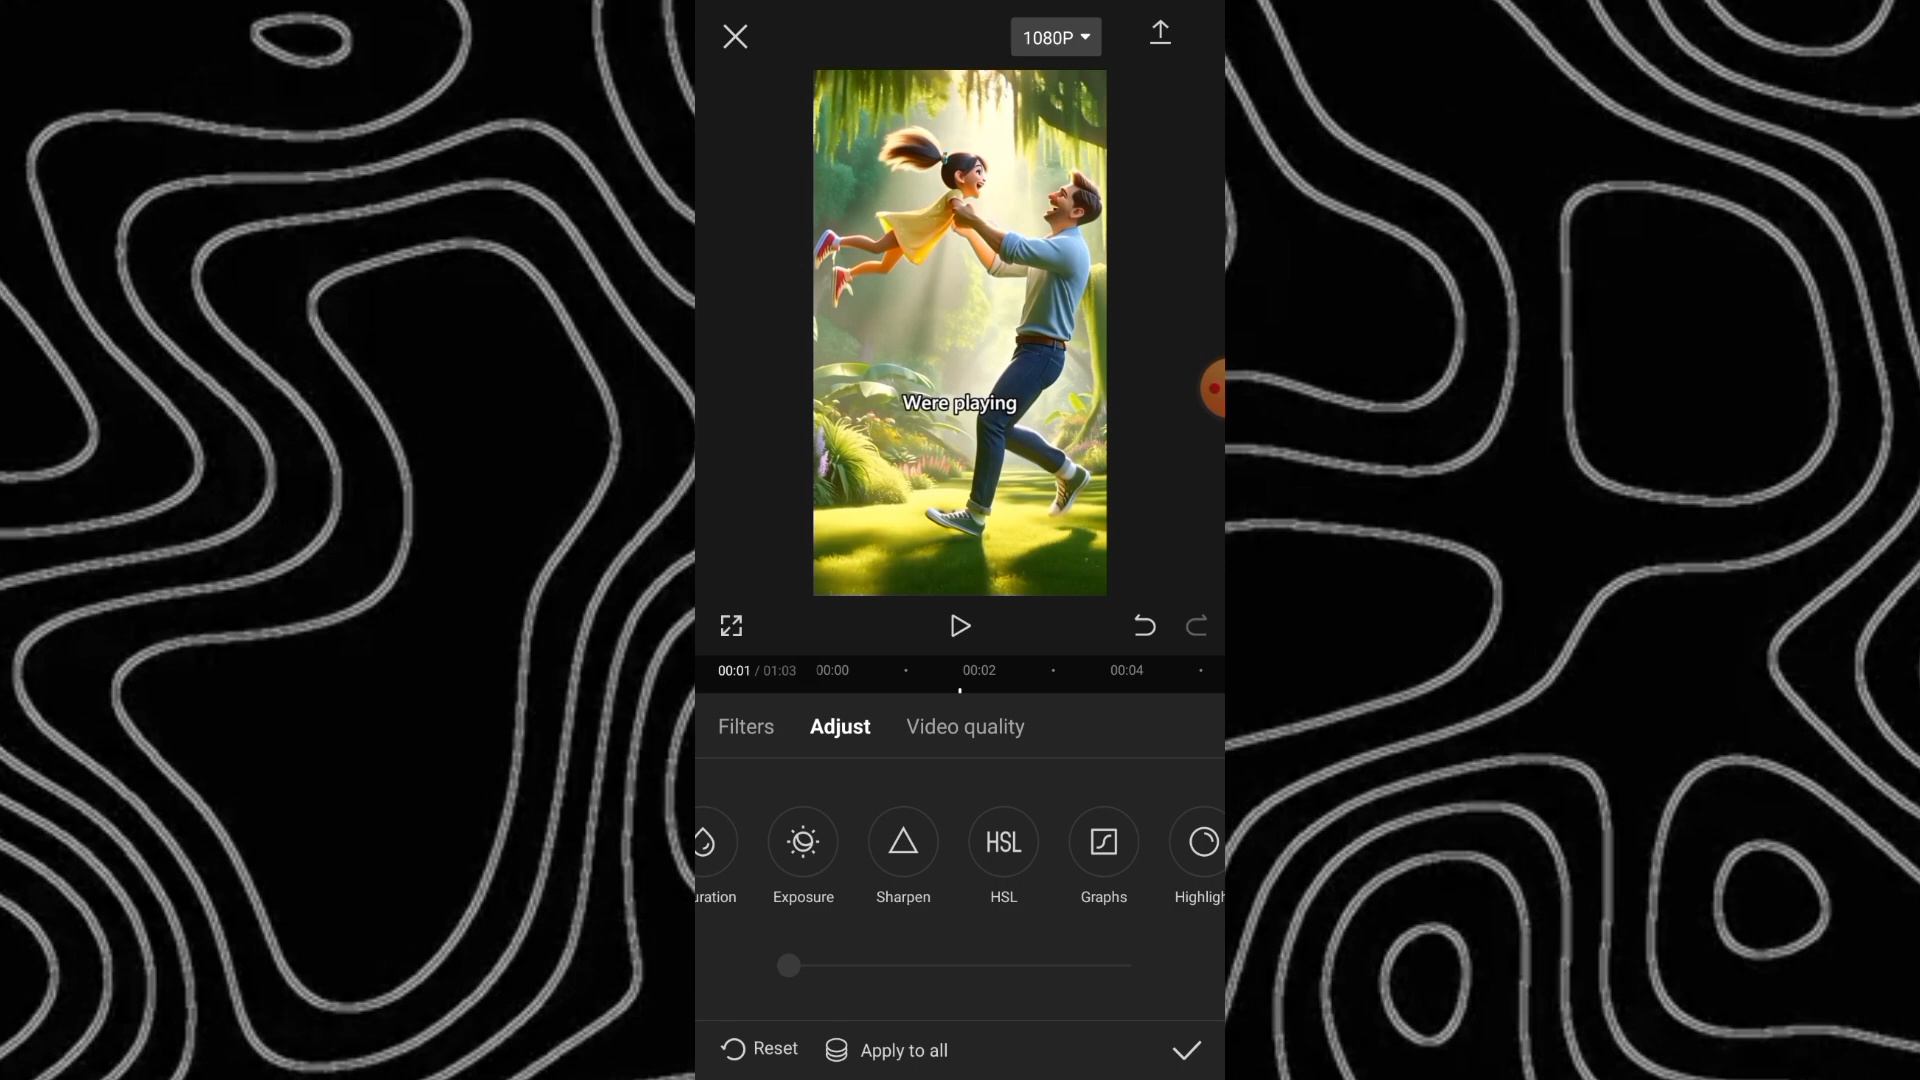 1080P
Were playing
00:01 / 01:03 00:00 00:02 00:04
Filters Adjust Video quality
HSL
uration Exposure Sharpen HSL Graphs Highligh
Reset Apply to all